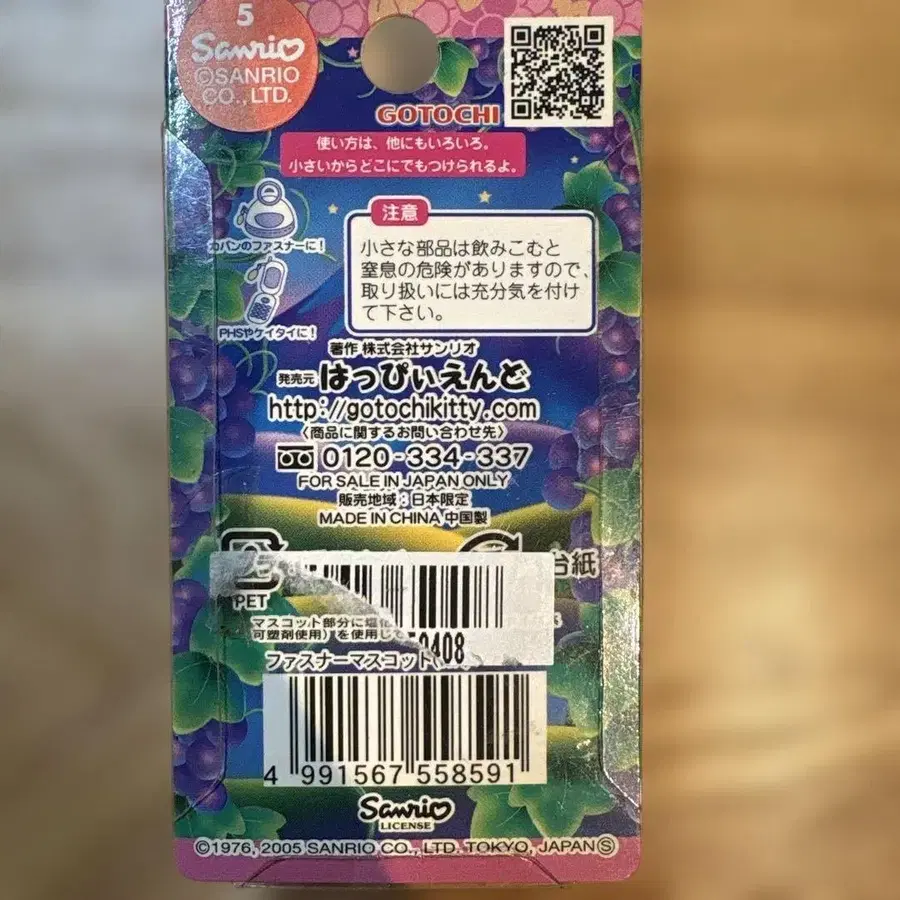 5
Sanrio
©SANRIO
CO., LTD.
GOTOCHI
使い方は、他にもいろいろ。
小さいからどこにでもつけられるよ。
カバンのファスナーに!
PHSやケイタイに!
注意
小さな部品は飲みこむと
窒息の危険がありますので、
取り扱いには充分気を付け
て下さい。
著作 株式会社サンリオ
発売元 はっぴぃえんど
http://gotochikitty.com
〈商品に関するお問い合わせ先〉
0120-334-337
FOR SALE IN JAPAN ONLY
販売地域:日本限定
MADE IN CHINA 中国製
台紙
PET
マスコット部分に塩化
可塑剤使用)を使用して
0408
ファスナーマスコット
4 991567 558591
Sanrio
LICENSE
©1976, 2005 SANRIO CO., LTD. TOKYO, JAPAN Ⓢ